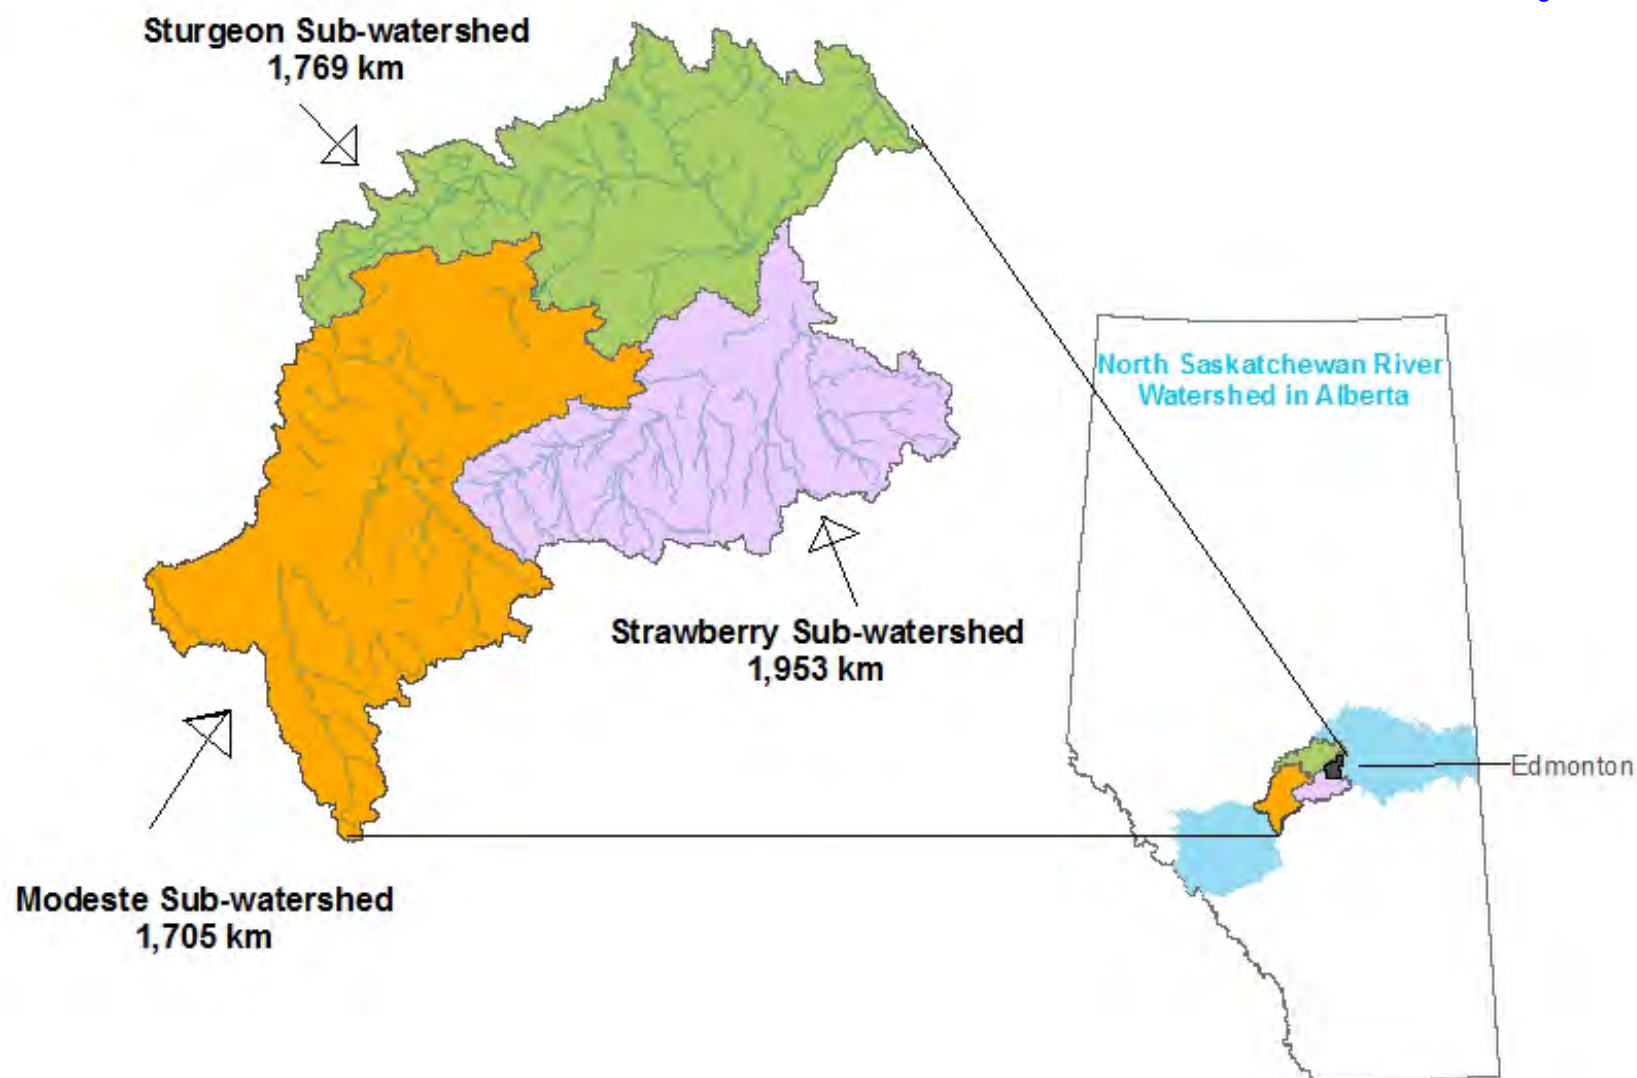 Sturgeon Sub-watershed
1,769 km
North Saskatchewan River
Watershed in Alberta
Strawberry Sub-watershed
1,953 km
Edmonton
Modeste Sub-watershed
1,705 km